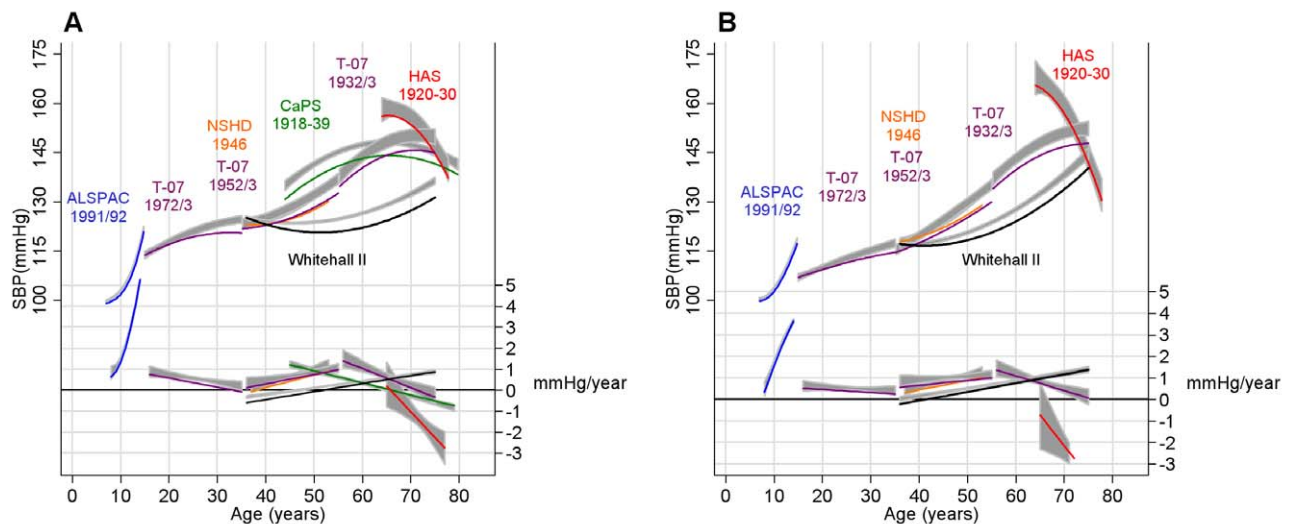 A
175
160
145
130
115
100
SBP(mmHg)
ALSPAC
1991/92
T-07
1972/3
NSHD
1946
T-07
1952/3
CaPS
1918-39
T-07
1932/3
HAS
1920-30
Whitehall II
5
4
3
2
1
0
-1
-2
-3
mmHg/year
0 10 20 30 40 50 60 70 80
Age (years)
B
175
160
145
130
115
100
SBP(mmHg)
ALSPAC
1991/92
T-07
1972/3
NSHD
1946
T-07
1952/3
T-07
1932/3
HAS
1920-30
Whitehall II
5
4
3
2
1
0
-1
-2
-3
mmHg/year
0 10 20 30 40 50 60 70 80
Age (years)